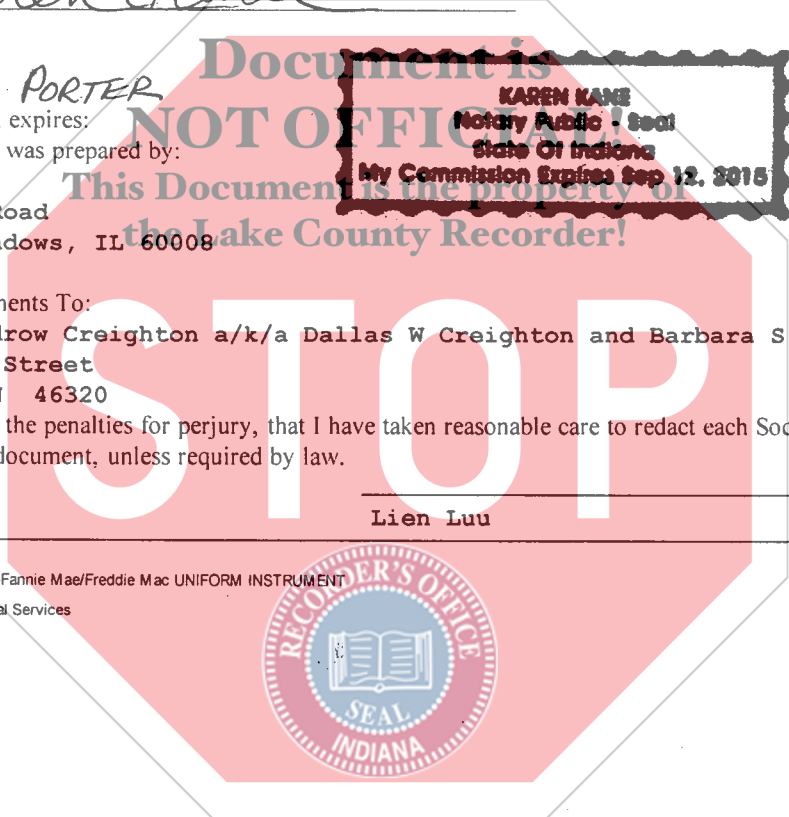 Document is
PORTER
KAREN KANE
expires:
NOT OFFICIAL!
Notary Public - Seal
was prepared by:
State Of Indiana
My Commission Expires Sep 12, 2015
This Document is the property of
Road
the Lake County Recorder!
dows, IL 60008
ments To:
drow Creighton a/k/a Dallas W Creighton and Barbara S
Street
46320
the penalties for perjury, that I have taken reasonable care to redact each Soc
document, unless required by law.
STOP
Lien Luu
Fannie Mae/Freddie Mac UNIFORM INSTRUMENT
al Services
RECORDER'S OFFICE
SEAL
INDIANA